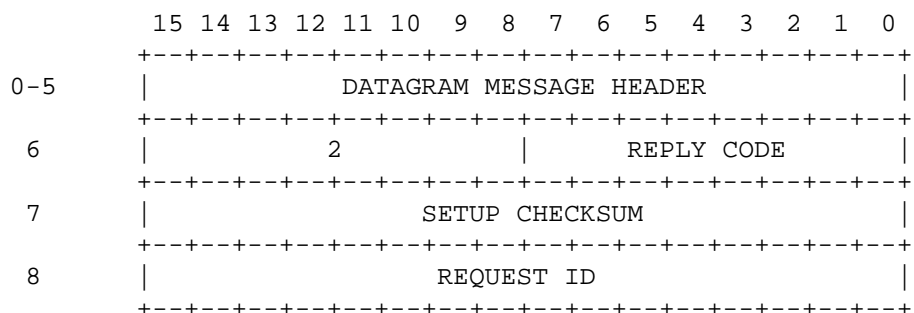 15 14 13 12 11 10 9 8 7 6 5 4 3 2 1 0
+--+--+--+--+--+--+--+--+--+--+--+--+--+--+--+--+
0-5 | DATAGRAM MESSAGE HEADER |
+--+--+--+--+--+--+--+--+--+--+--+--+--+--+--+--+
6 | 2 | REPLY CODE |
+--+--+--+--+--+--+--+--+--+--+--+--+--+--+--+--+
7 | SETUP CHECKSUM |
+--+--+--+--+--+--+--+--+--+--+--+--+--+--+--+--+
8 | REQUEST ID |
+--+--+--+--+--+--+--+--+--+--+--+--+--+--+--+--+